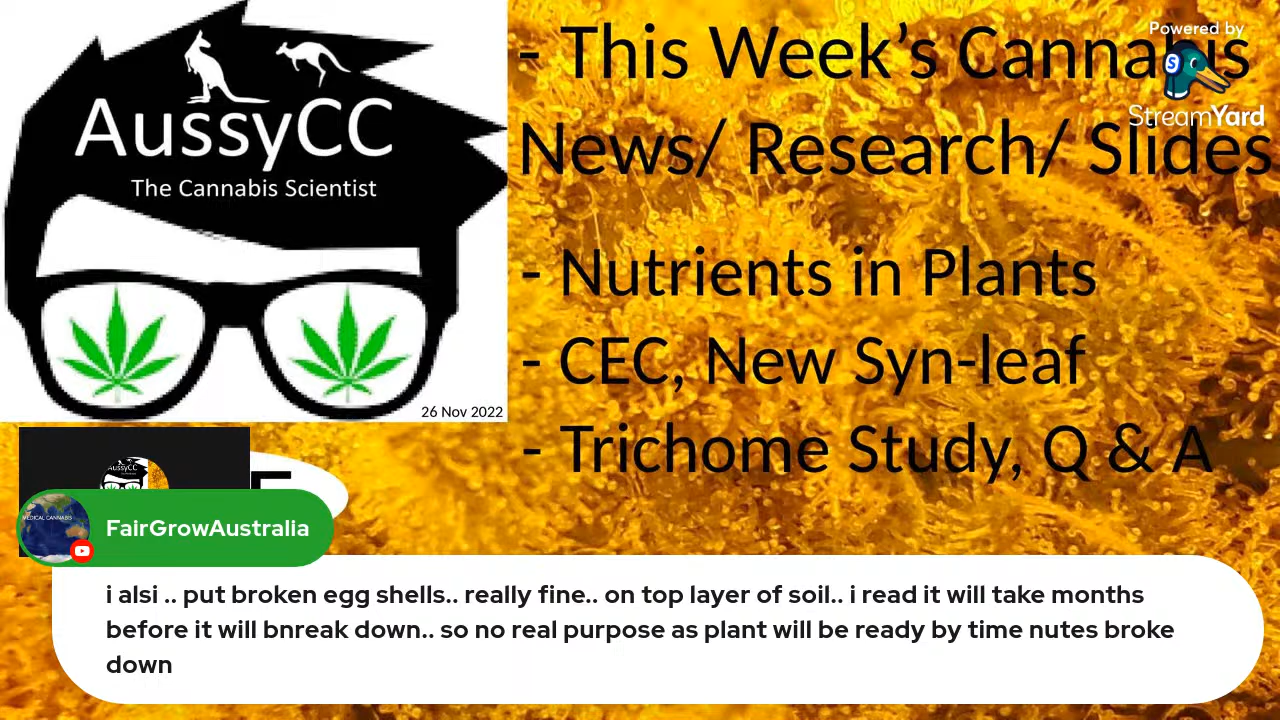 AussyCC
The Cannabis Scientist
26 Nov 2022
- This Week's Cannabis
News/ Research/ Slides
- Nutrients in Plants
- CEC, New Syn-leaf
- Trichome Study, Q & A
Powered by
StreamYard
AussyCC
MEDICAL CANNABIS
FairGrowAustralia
i alsi .. put broken egg shells.. really fine.. on top layer of soil.. i read it will take months
before it will bnreak down.. so no real purpose as plant will be ready by time nutes broke
down